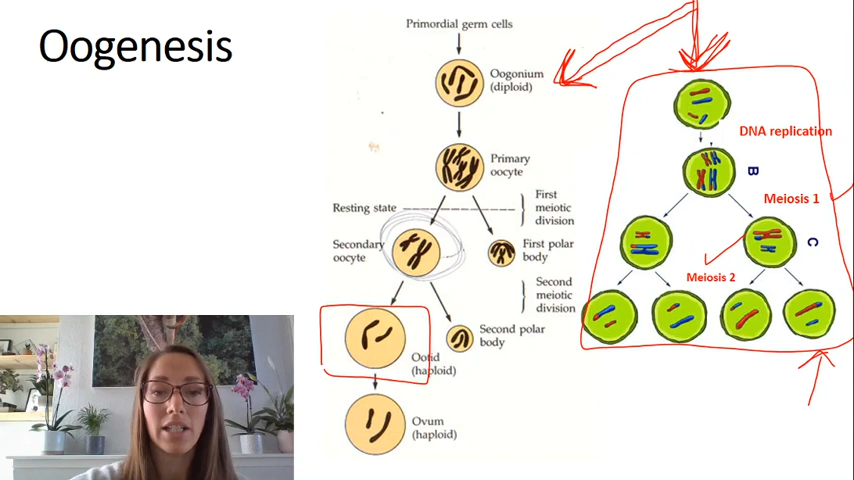 Oogenesis
Primordial germ cells
Oogonium
(diploid)
Primary
oocyte
Resting state
First
meiotic
division
Secondary
oocyte
First polar
body
Second
meiotic
division
Second polar
body
Ootid
(haploid)
Ovum
(haploid)
DNA replication
B
Meiosis 1
C
Meiosis 2